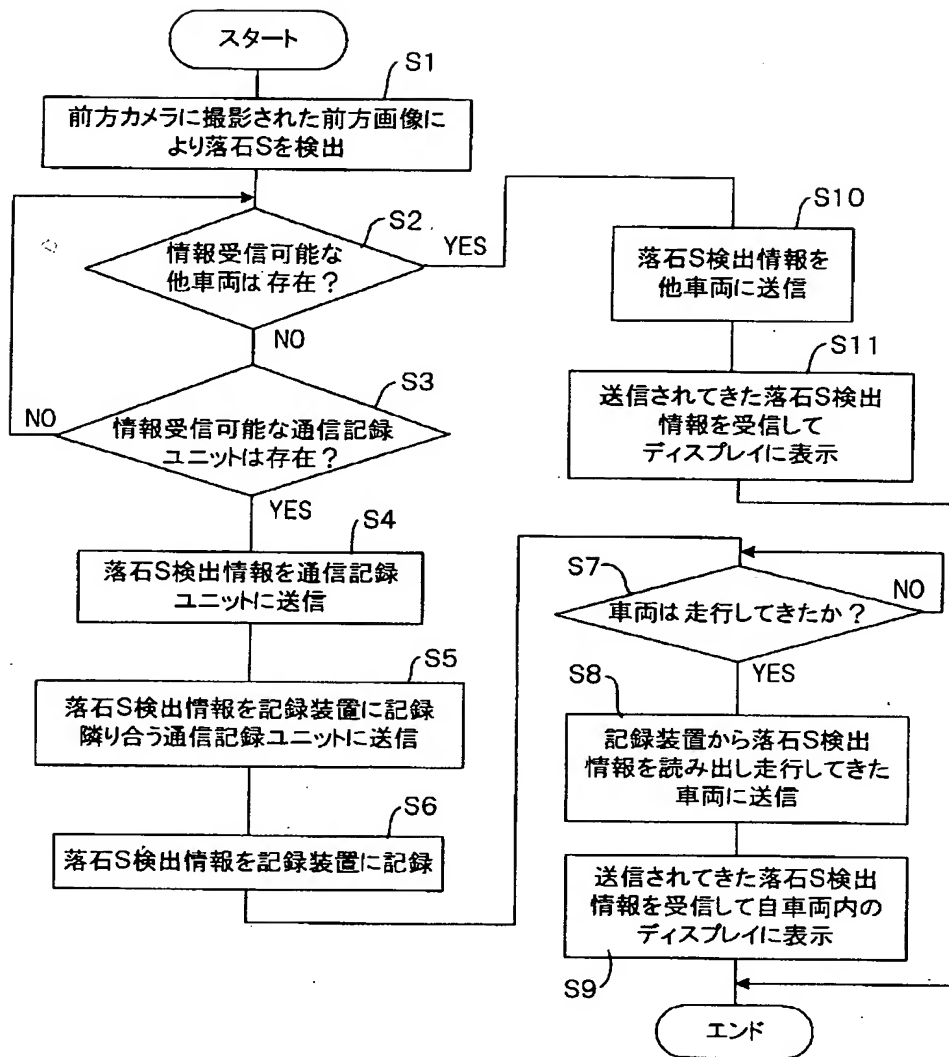 スタート
S1
前方カメラに撮影された前方画像に
より落石Sを検出
S2
情報受信可能な
他車両は存在？
YES
NO
S3
情報受信可能な通信記録
ユニットは存在？
NO
YES
S4
落石S検出情報を通信記録
ユニットに送信
S5
落石S検出情報を記録装置に記録
隣り合う通信記録ユニットに送信
S6
落石S検出情報を記録装置に記録
S7
車両は走行してきたか？
NO
YES
S8
記録装置から落石S検出
情報を読み出し走行してきた
車両に送信
送信されてきた落石S検出
情報を受信して自車両内の
ディスプレイに表示
S9
S10
落石S検出情報を
他車両に送信
S11
送信されてきた落石S検出
情報を受信して
ディスプレイに表示
エンド